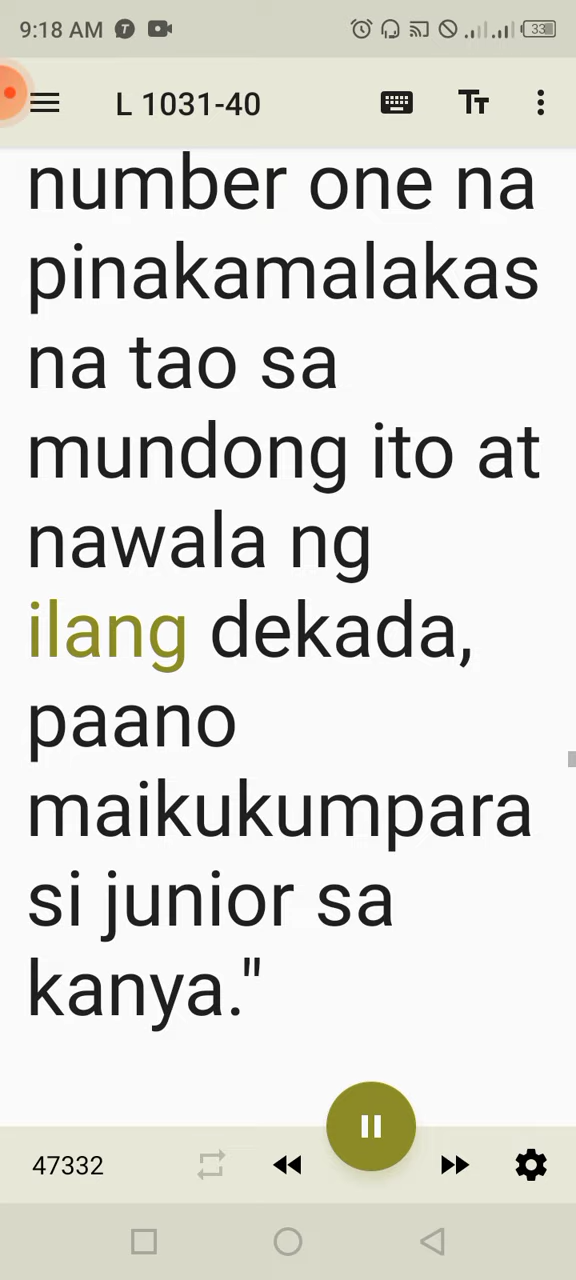 9:18 AM
33
L 1031-40
number one na
pinakamalakas
na tao sa
mundong ito at
nawala ng
ilang dekada,
paano
maikukumpara
si junior sa
kanya."
47332